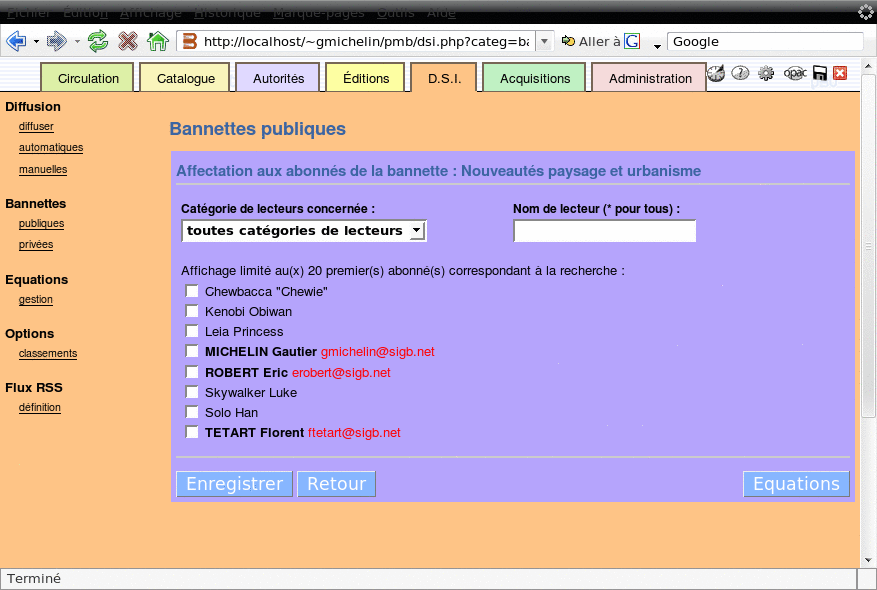 Fichier Édition Affichage Historique Marque-pages Outils Aide
http://localhost/~gmichelin/pmb/dsi.php?categ=ba Aller à G Google
Circulation Catalogue Autorités Éditions D.S.I. Acquisitions Administration opac
Diffusion
diffuser
automatiques
manuelles
Bannettes
publiques
privées
Equations
gestion
Options
classements
Flux RSS
définition
Bannettes publiques
Affectation aux abonnés de la bannette : Nouveautés paysage et urbanisme
Catégorie de lecteurs concernée : Nom de lecteur (* pour tous) :
toutes catégories de lecteurs
Affichage limité au(x) 20 premier(s) abonné(s) correspondant à la recherche :
Chewbacca "Chewie"
Kenobi Obiwan
Leia Princess
MICHELIN Gautier gmichelin@sigb.net
ROBERT Eric erobert@sigb.net
Skywalker Luke
Solo Han
TETART Florent ftetart@sigb.net
Enregistrer Retour Equations
Terminé